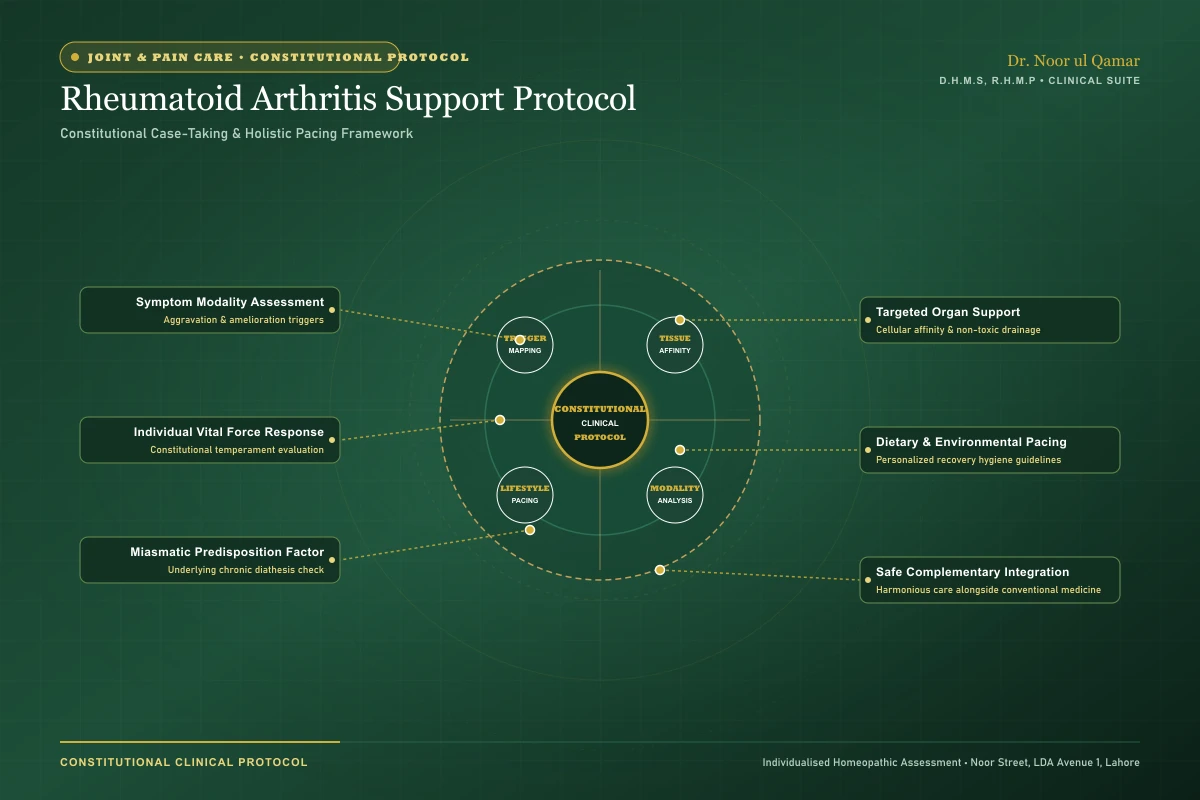 JOINT & PAIN CARE • CONSTITUTIONAL PROTOCOL
Rheumatoid Arthritis Support Protocol
Constitutional Case-Taking & Holistic Pacing Framework
Dr. Noor ul Qamar
D.H.M.S, R.H.M.P • CLINICAL SUITE
Symptom Modality Assessment
Aggravation & amelioration triggers
Individual Vital Force Response
Constitutional temperament evaluation
Miasmatic Predisposition Factor
Underlying chronic diathesis check
TRIGGER
MAPPING
TISSUE
AFFINITY
CONSTITUTIONAL
CLINICAL
PROTOCOL
LIFESTYLE
PACING
MODALITY
ANALYSIS
Targeted Organ Support
Cellular affinity & non-toxic drainage
Dietary & Environmental Pacing
Personalized recovery hygiene guidelines
Safe Complementary Integration
Harmonious care alongside conventional medicine
CONSTITUTIONAL CLINICAL PROTOCOL
Individualised Homeopathic Assessment • Noor Street, LDA Avenue 1, Lahore